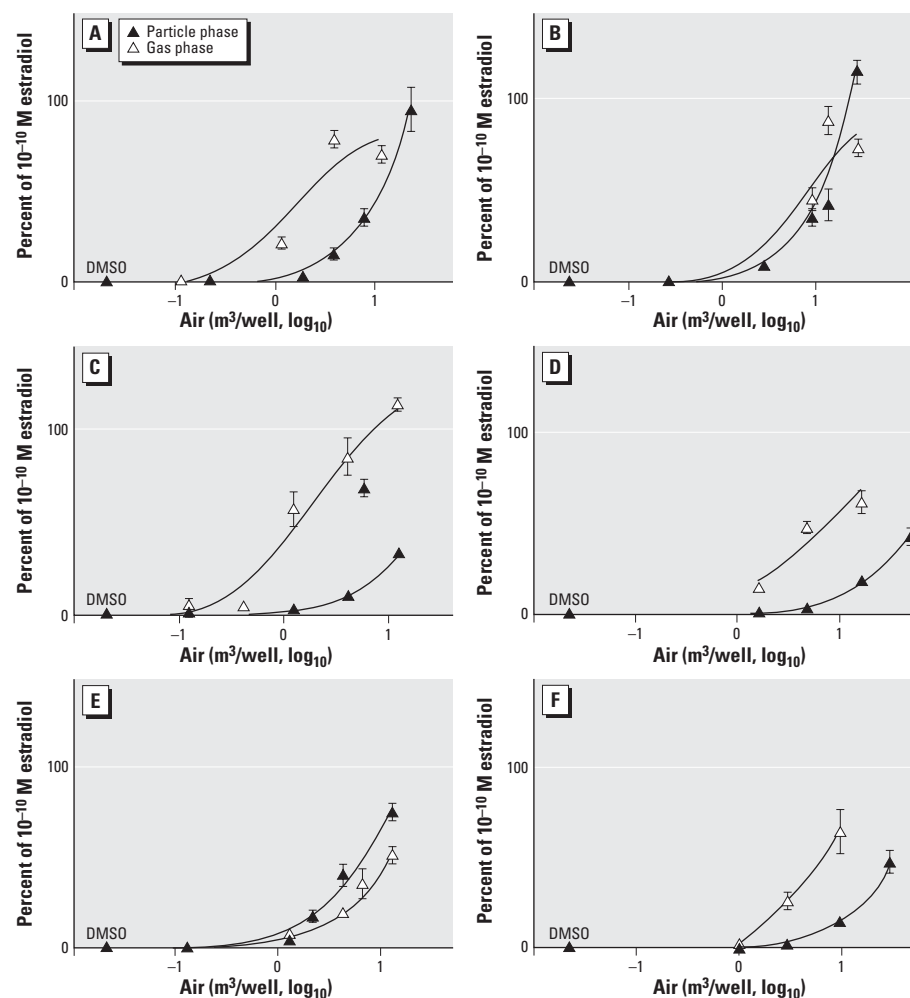 A
▲ Particle phase
△ Gas phase
Percent of 10⁻¹⁰ M estradiol
100
0
DMSO
−1
0
1
Air (m³/well, log₁₀)
B
Percent of 10⁻¹⁰ M estradiol
100
0
DMSO
−1
0
1
Air (m³/well, log₁₀)
C
Percent of 10⁻¹⁰ M estradiol
100
0
DMSO
−1
0
1
Air (m³/well, log₁₀)
D
Percent of 10⁻¹⁰ M estradiol
100
0
DMSO
−1
0
1
Air (m³/well, log₁₀)
E
Percent of 10⁻¹⁰ M estradiol
100
0
DMSO
−1
0
1
Air (m³/well, log₁₀)
F
Percent of 10⁻¹⁰ M estradiol
100
0
DMSO
−1
0
1
Air (m³/well, log₁₀)